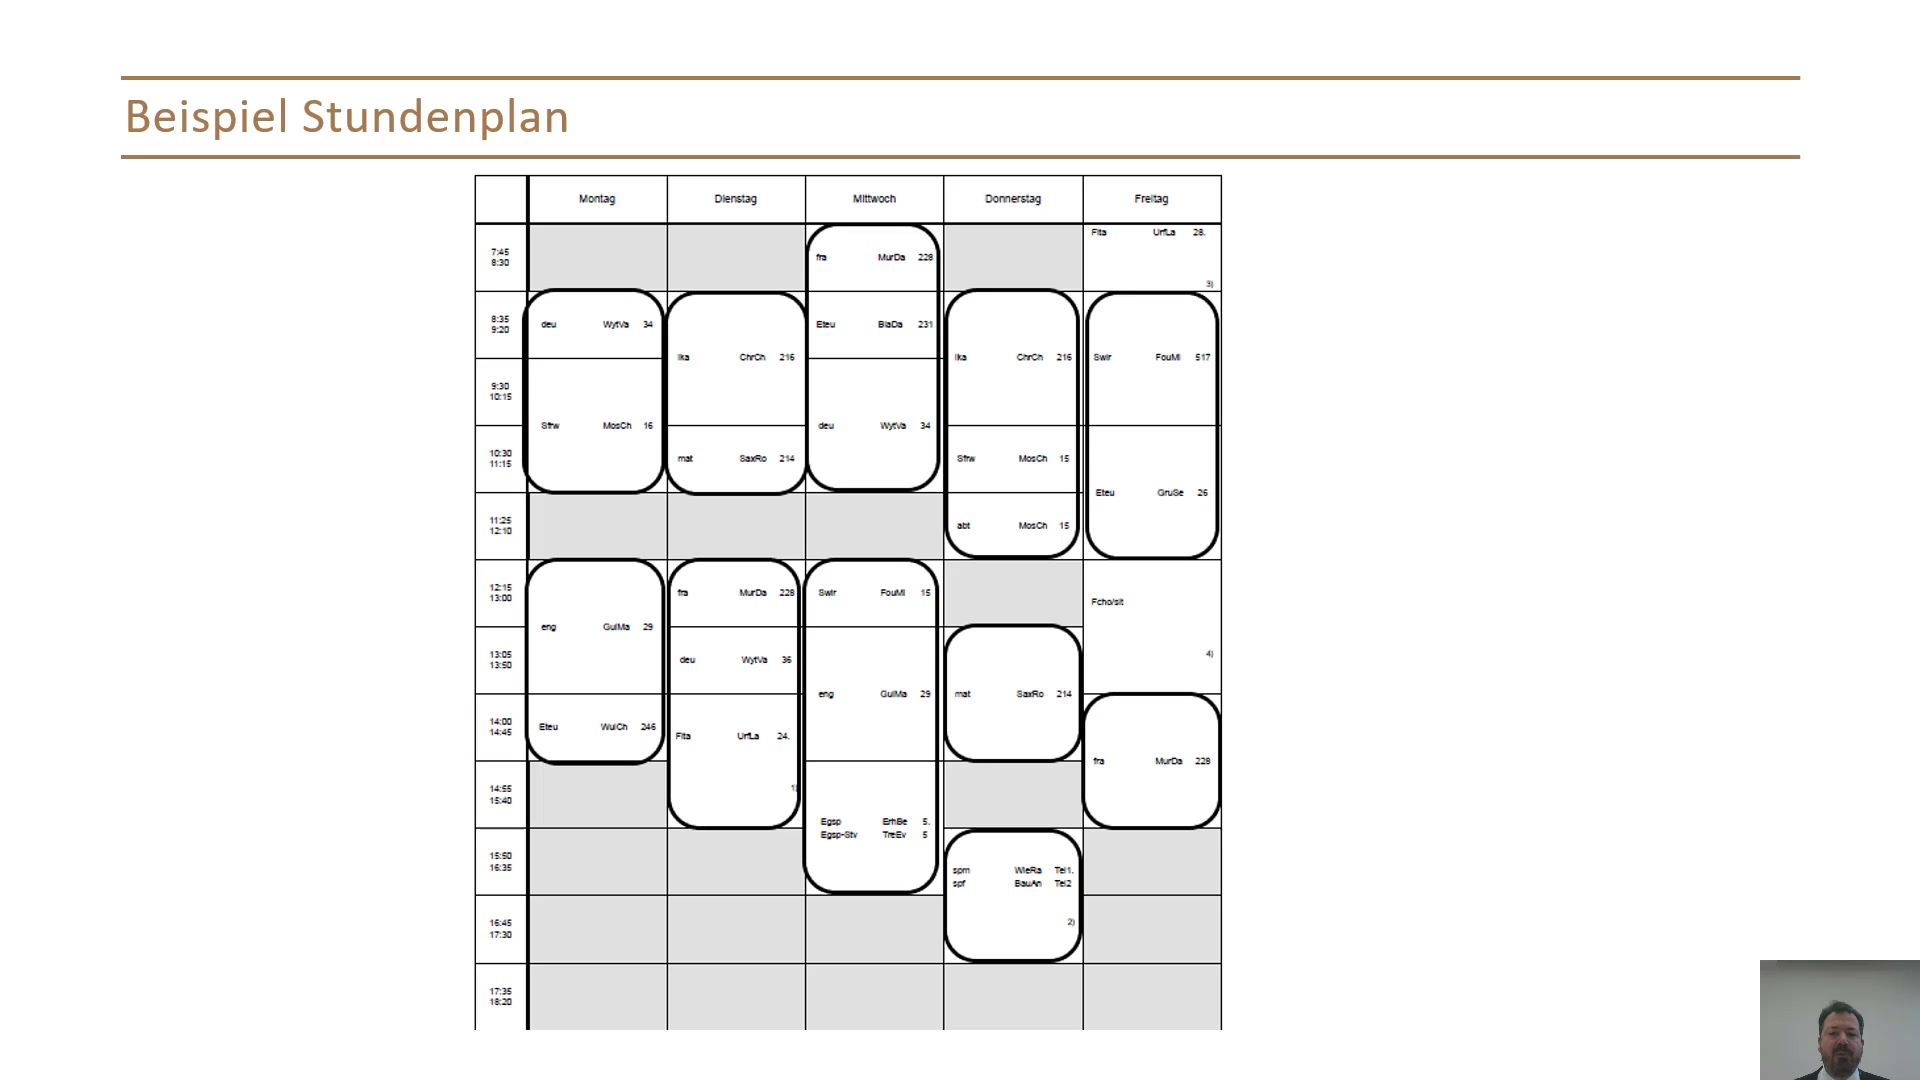 Beispiel Stundenplan
Montag Dienstag Mittwoch Donnerstag Freitag
7:45
8:30
fra MurDa 228
Fita UrfLa 28.
3)
8:35
9:20
deu WytVa 34
Ika ChrCh 216
Eteu BlaDa 231
Ika ChrCh 216
Swir FouMi 517
9:30
10:15
Sfrw MosCh 16
deu WytVa 34
10:30
11:15
mat SaxRo 214
Sfrw MosCh 15
Eteu GruSe 26
11:25
12:10
abt MosCh 15
12:15
13:00
eng GulMa 29
fra MurDa 228
Swir FouMi 15
Fcho/slt
4)
13:05
13:50
deu WytVa 36
eng GulMa 29
mat SaxRo 214
14:00
14:45
Eteu WulCh 246
Fita UrfLa 24.
1)
fra MurDa 228
14:55
15:40
Egsp ErhBe 5.
Egsp-Stv TreEv 5
15:50
16:35
spm WieRa Tel1.
spf BauAn Tel2
2)
16:45
17:30
17:35
18:20